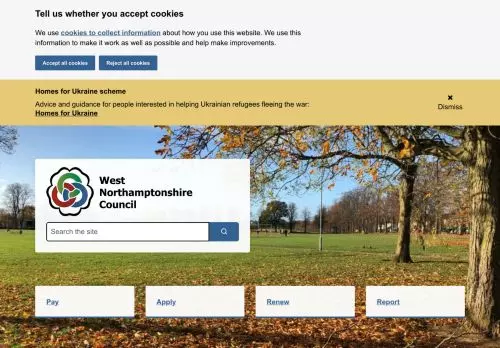 Tell us whether you accept cookies
We use cookies to collect information about how you use this website. We use
this information to make it work as well as possible and help make improvements.
Accept all cookies
Reject all cookies
Homes for Ukraine scheme
Advice and guidance for people interested in helping Ukrainian refugees fleeing the war:
Homes for Ukraine
✖
Dismiss
West
Northamptonshire
Council
Search the site
Pay
Apply
Renew
Report